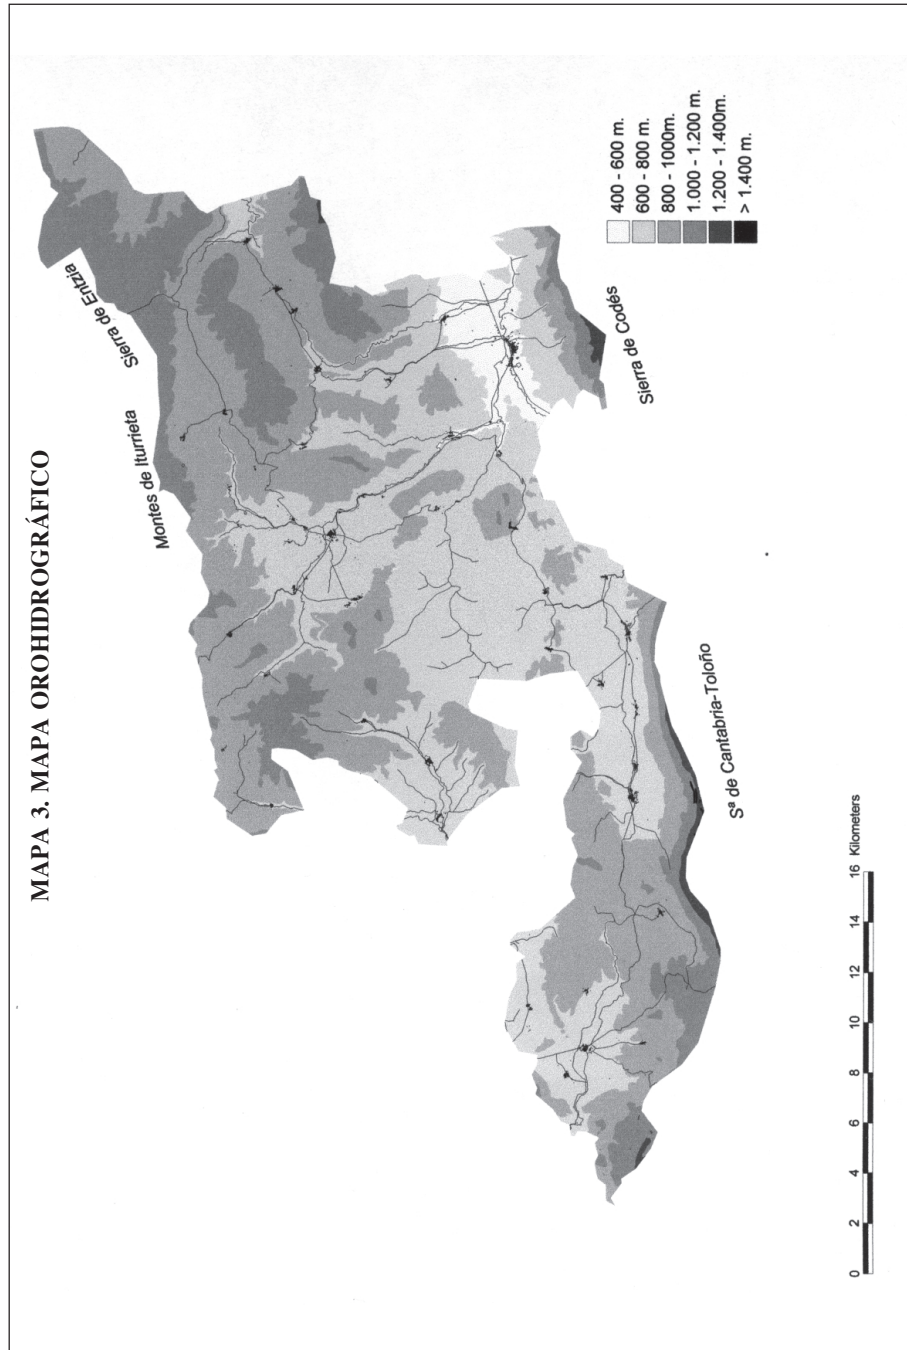 MAPA 3. MAPA OROHIDROGRÁFICO
Sierra de Entzia
Montes de Iturrieta
Sierra de Codés
Sª de Cantabria-Toloño
400 - 600 m.
600 - 800 m.
800 - 1000m.
1.000 - 1.200 m.
1.200 - 1.400m.
> 1.400 m.
0 2 4 6 8 10 12 14 16 Kilometers